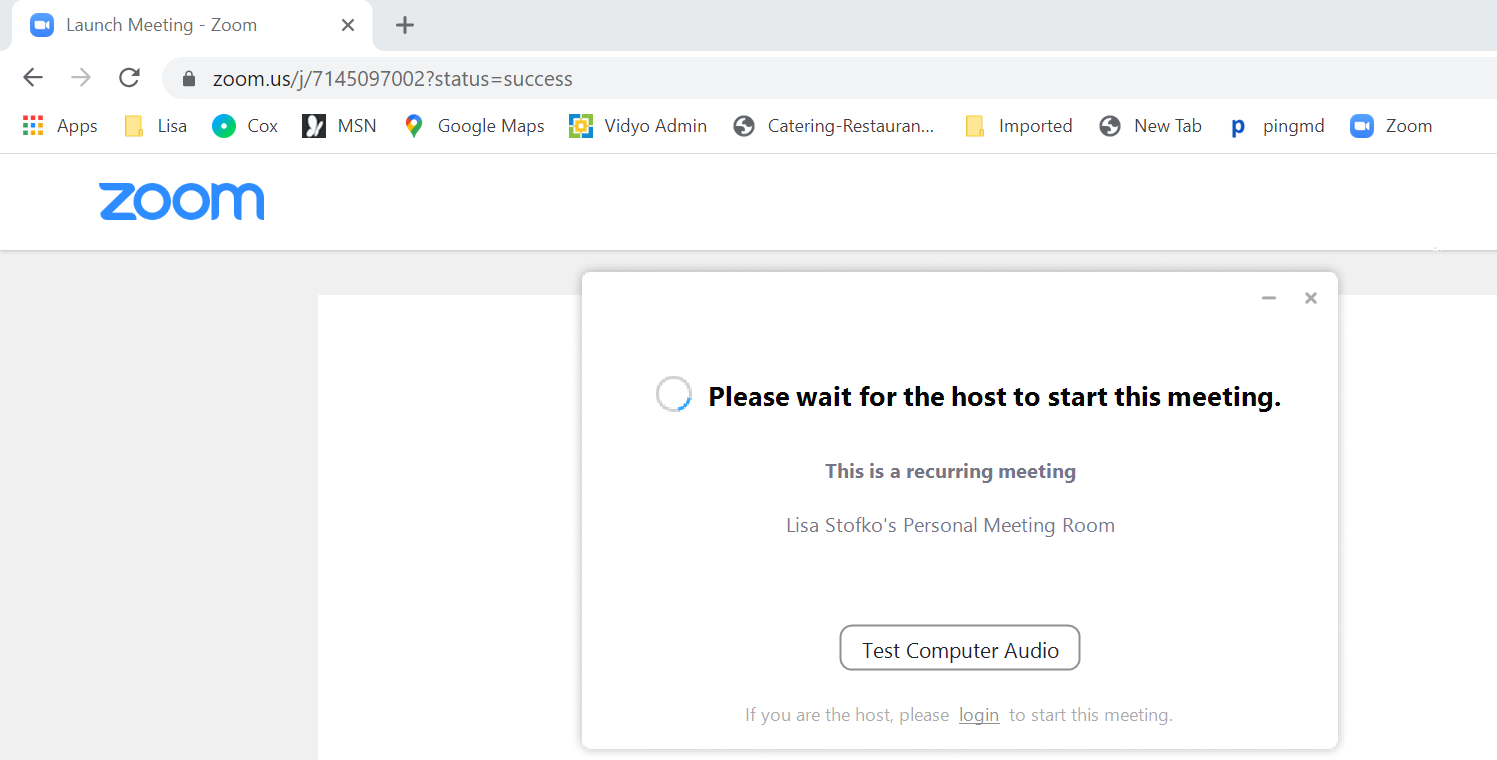 Launch Meeting - Zoom
zoom.us/j/7145097002?status=success
Apps Lisa Cox MSN Google Maps Vidyo Admin Catering-Restauran... Imported New Tab pingmd Zoom
zoom
Please wait for the host to start this meeting.
This is a recurring meeting
Lisa Stofko's Personal Meeting Room
Test Computer Audio
If you are the host, please login to start this meeting.